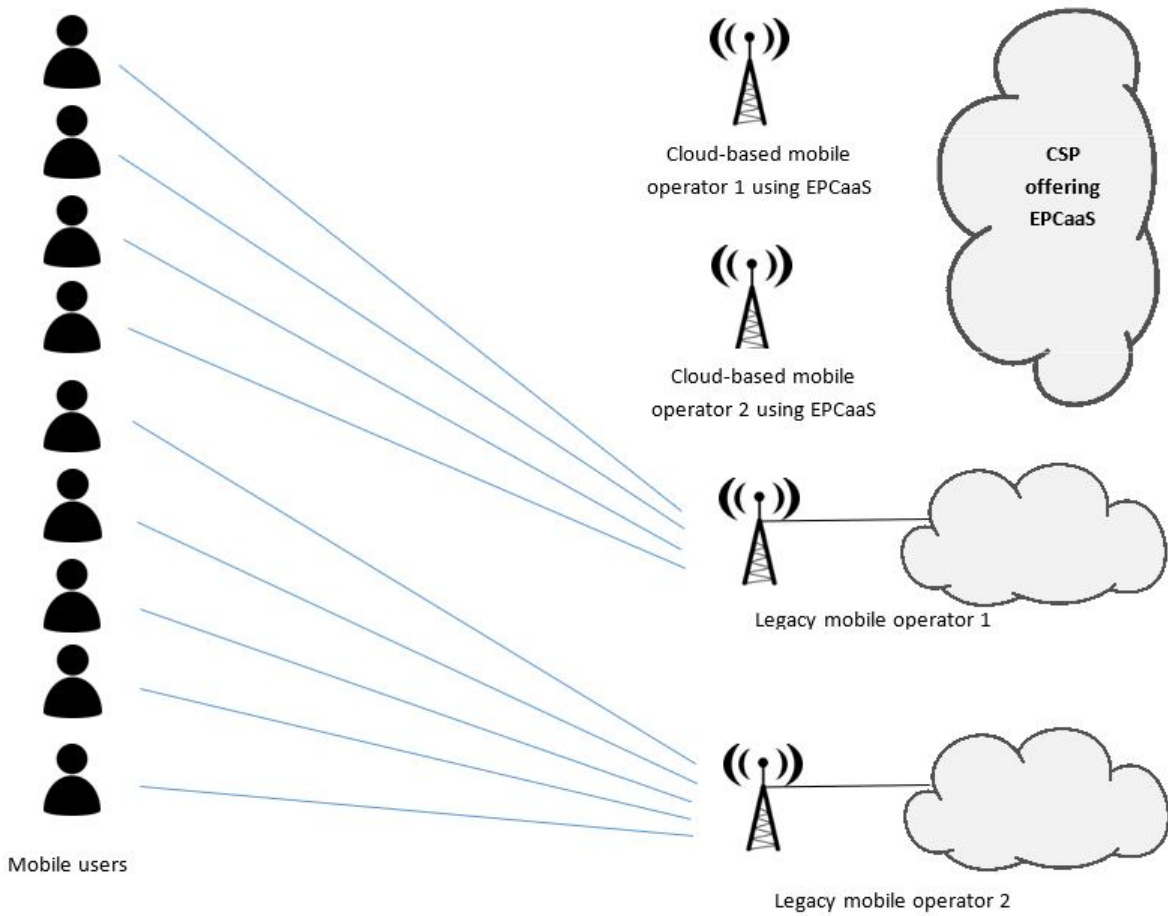 Cloud-based mobile
operator 1 using EPCaaS
CSP
offering
EPCaaS
Cloud-based mobile
operator 2 using EPCaaS
Legacy mobile operator 1
Mobile users
Legacy mobile operator 2